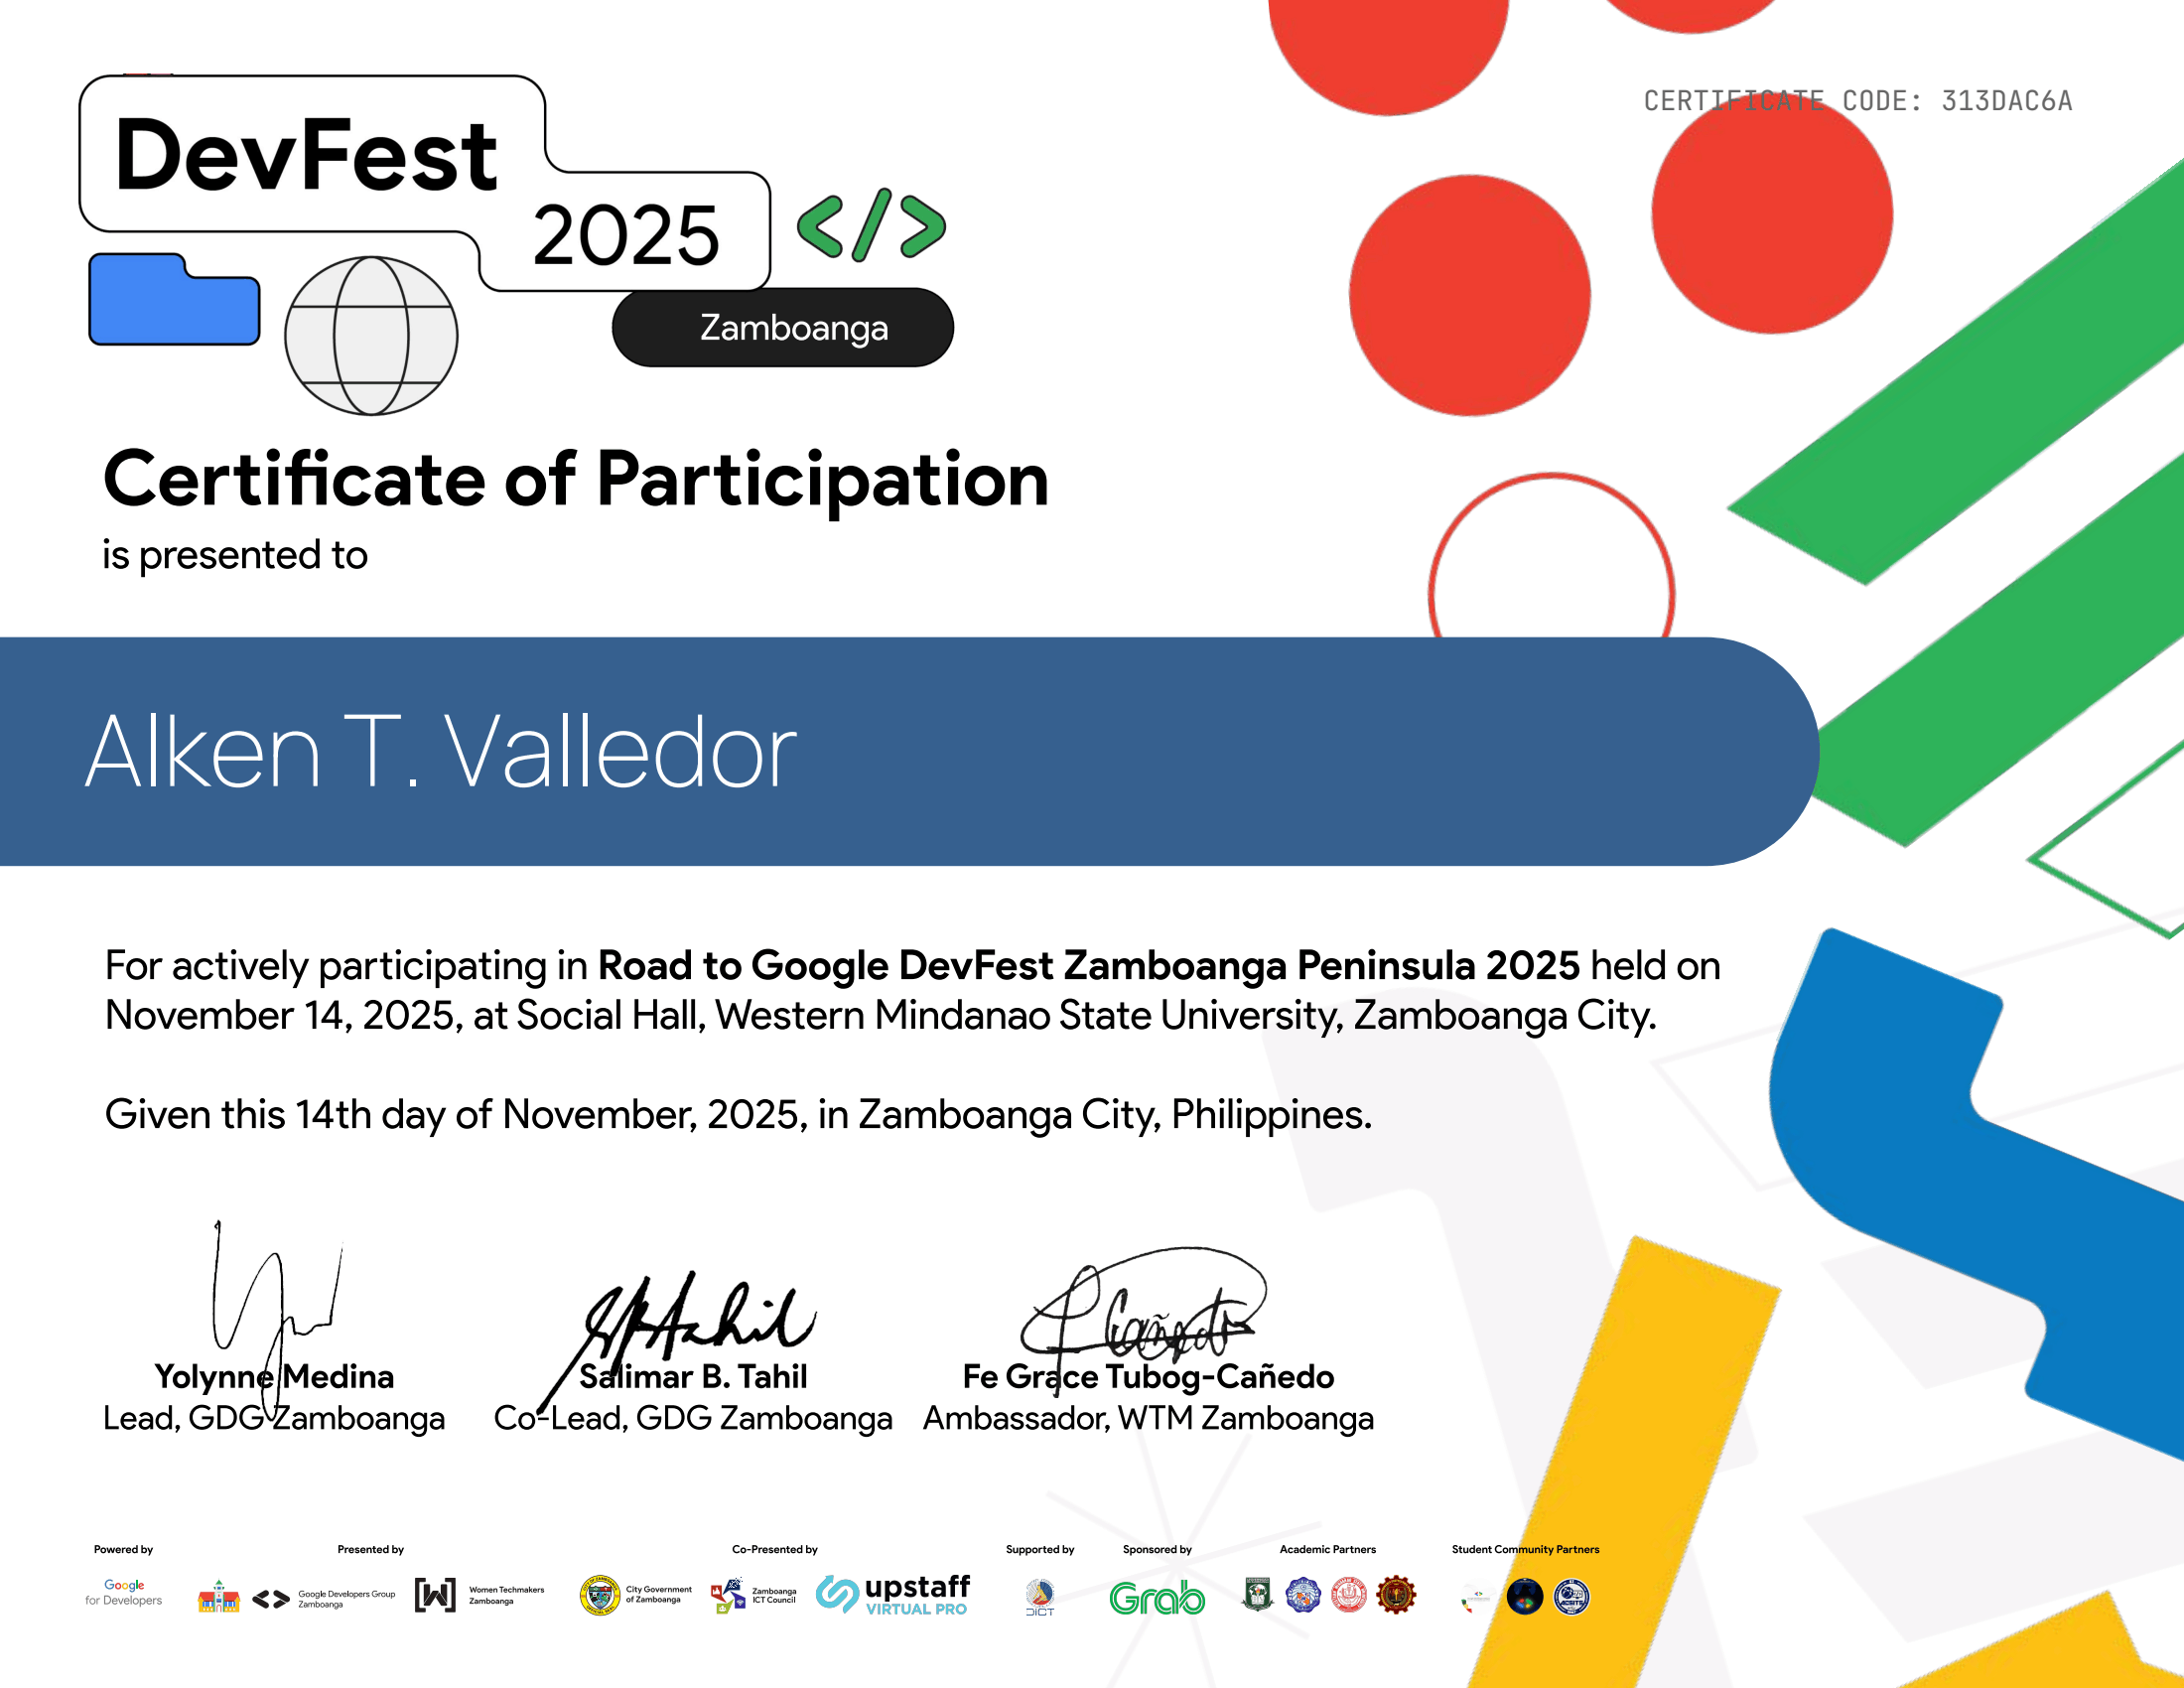 CERTIFICATE CODE: 313DAC6A
DevFest
2025
</>
Zamboanga
Certificate of Participation
is presented to
Alken T. Valledor
For actively participating in Road to Google DevFest Zamboanga Peninsula 2025 held on
November 14, 2025, at Social Hall, Western Mindanao State University, Zamboanga City.
Given this 14th day of November, 2025, in Zamboanga City, Philippines.
Yolynne Medina
Lead, GDG Zamboanga
Salimar B. Tahil
Co-Lead, GDG Zamboanga
Fe Grace Tubog-Cañedo
Ambassador, WTM Zamboanga
Powered by
Google
for Developers
Presented by
Google Developers Group
Zamboanga
[W]
Women Techmakers
Zamboanga
Co-Presented by
City Government
of Zamboanga
Zamboanga
ICT Council
upstaff
VIRTUAL PRO
Supported by
DICT
Sponsored by
Grab
Academic Partners
Student Community Partners